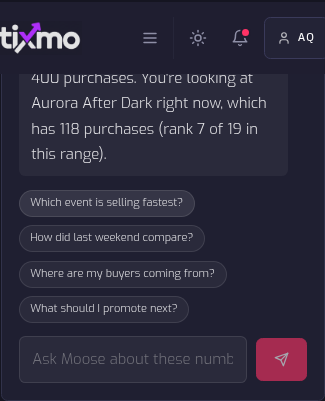 tixmo
AQ
400 purchases. You're looking at
Aurora After Dark right now, which
has 118 purchases (rank 7 of 19 in
this range).
Which event is selling fastest?
How did last weekend compare?
Where are my buyers coming from?
What should I promote next?
Ask Moose about these numb